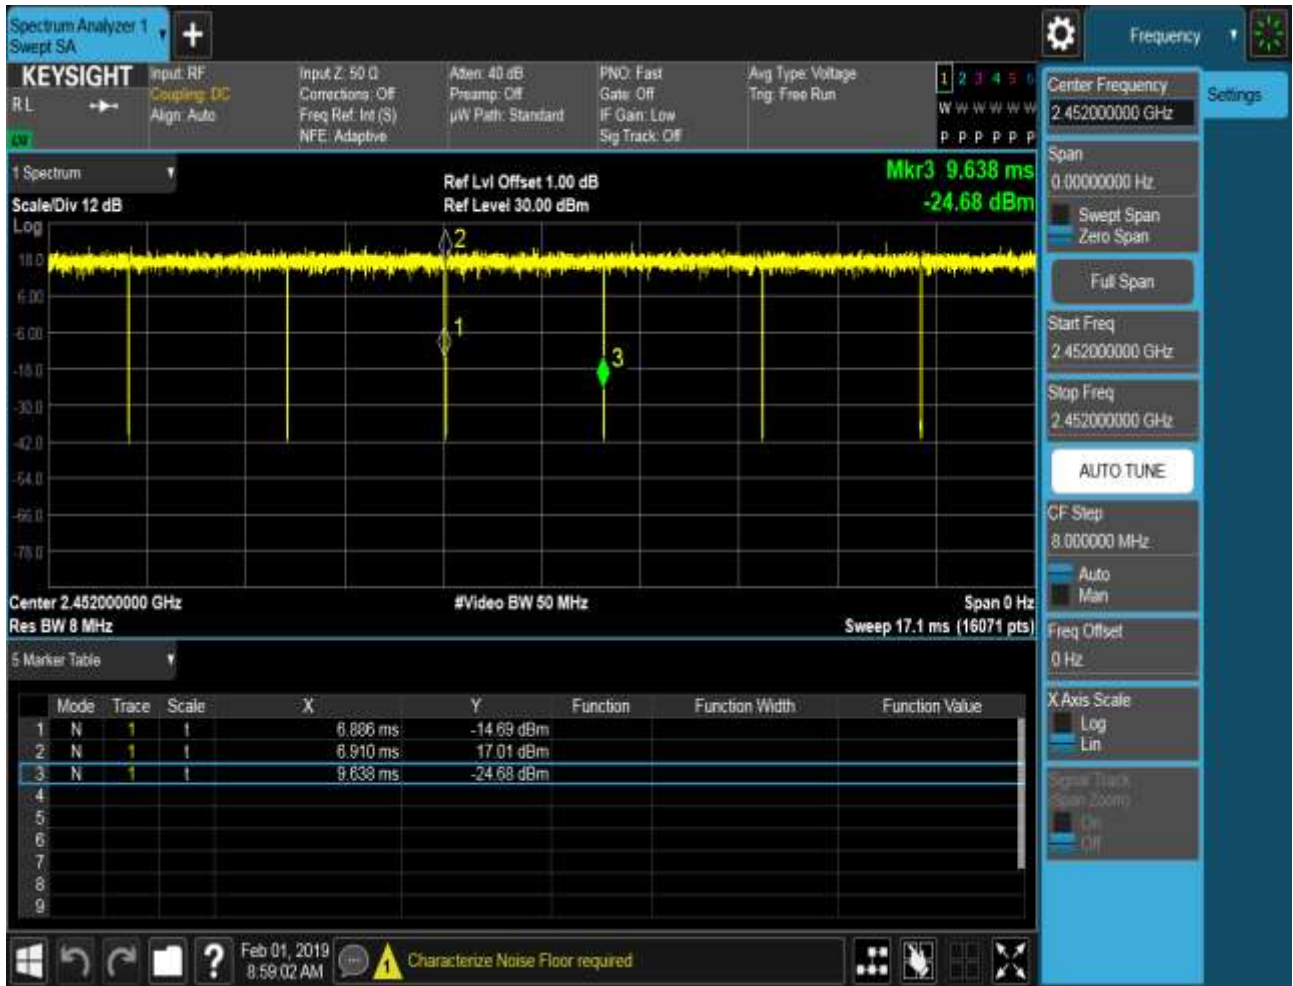 Spectrum Analyzer 1
Swept SA
Frequency
KEYSIGHT
R L
Input: RF
Coupling: DC
Align: Auto
Input Z: 50 Ω
Corrections: Off
Freq Ref: Int (S)
NFE: Adaptive
Atten: 40 dB
Preamp: Off
µW Path: Standard
PNO: Fast
Gate: Off
IF Gain: Low
Sig Track: Off
Avg Type: Voltage
Trig: Free Run
1 2 3 4 5 6
W W W W W W
P P P P P P
1 Spectrum
Scale/Div 12 dB
Ref Lvl Offset 1.00 dB
Ref Level 30.00 dBm
Mkr3 9.638 ms
-24.68 dBm
Log
18.0
6.00
-6.00
-18.0
-30.0
-42.0
-54.0
-66.0
-78.0
2
1
3
Center 2.452000000 GHz
Res BW 8 MHz
#Video BW 50 MHz
Span 0 Hz
Sweep 17.1 ms (16071 pts)
5 Marker Table
Mode Trace Scale X Y Function Function Width Function Value
1 N 1 t 6.886 ms -14.69 dBm
2 N 1 t 6.910 ms 17.01 dBm
3 N 1 t 9.638 ms -24.68 dBm
4
5
6
7
8
9
Center Frequency
2.452000000 GHz
Settings
Span
0.00000000 Hz
Swept Span
Zero Span
Full Span
Start Freq
2.452000000 GHz
Stop Freq
2.452000000 GHz
AUTO TUNE
CF Step
8.000000 MHz
Auto
Man
Freq Offset
0 Hz
X Axis Scale
Log
Lin
Signal Track
(Span Zoom)
On
Off
Feb 01, 2019
8:59:02 AM
1
Characterize Noise Floor required